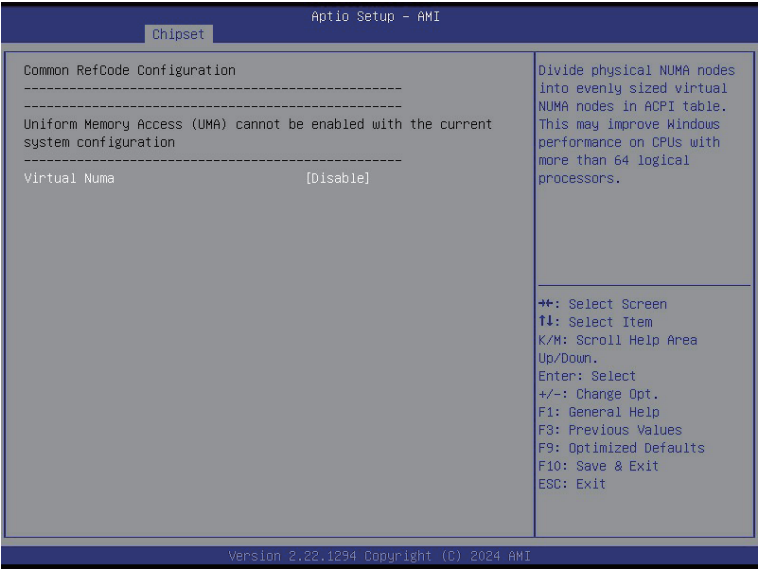 Aptio Setup – AMI
Chipset
Common RefCode Configuration
--------------------------------------------------
--------------------------------------------------
Uniform Memory Access (UMA) cannot be enabled with the current
system configuration
--------------------------------------------------
Virtual Numa [Disable]
Divide physical NUMA nodes
into evenly sized virtual
NUMA nodes in ACPI table.
This may improve Windows
performance on CPUs with
more than 64 logical
processors.
→←: Select Screen
↑↓: Select Item
K/M: Scroll Help Area
Up/Down.
Enter: Select
+/-: Change Opt.
F1: General Help
F3: Previous Values
F9: Optimized Defaults
F10: Save & Exit
ESC: Exit
Version 2.22.1294 Copyright (C) 2024 AMI